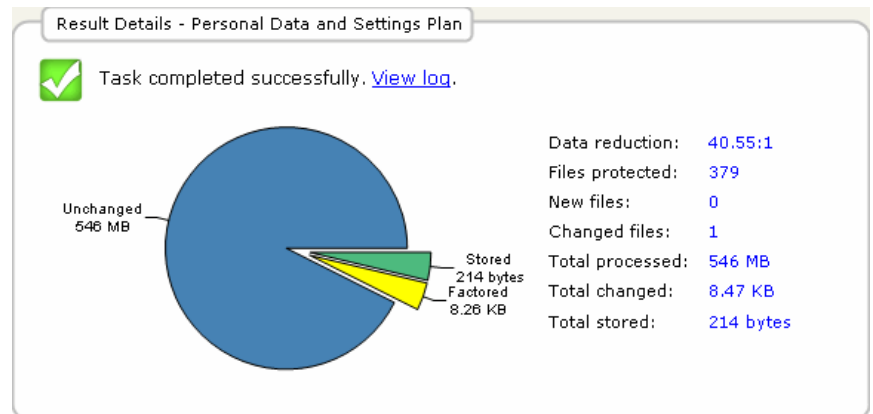 Result Details - Personal Data and Settings Plan
Task completed successfully. View log.
Unchanged
546 MB
Stored
214 bytes
Factored
8.26 KB
Data reduction: 40.55:1
Files protected: 379
New files: 0
Changed files: 1
Total processed: 546 MB
Total changed: 8.47 KB
Total stored: 214 bytes